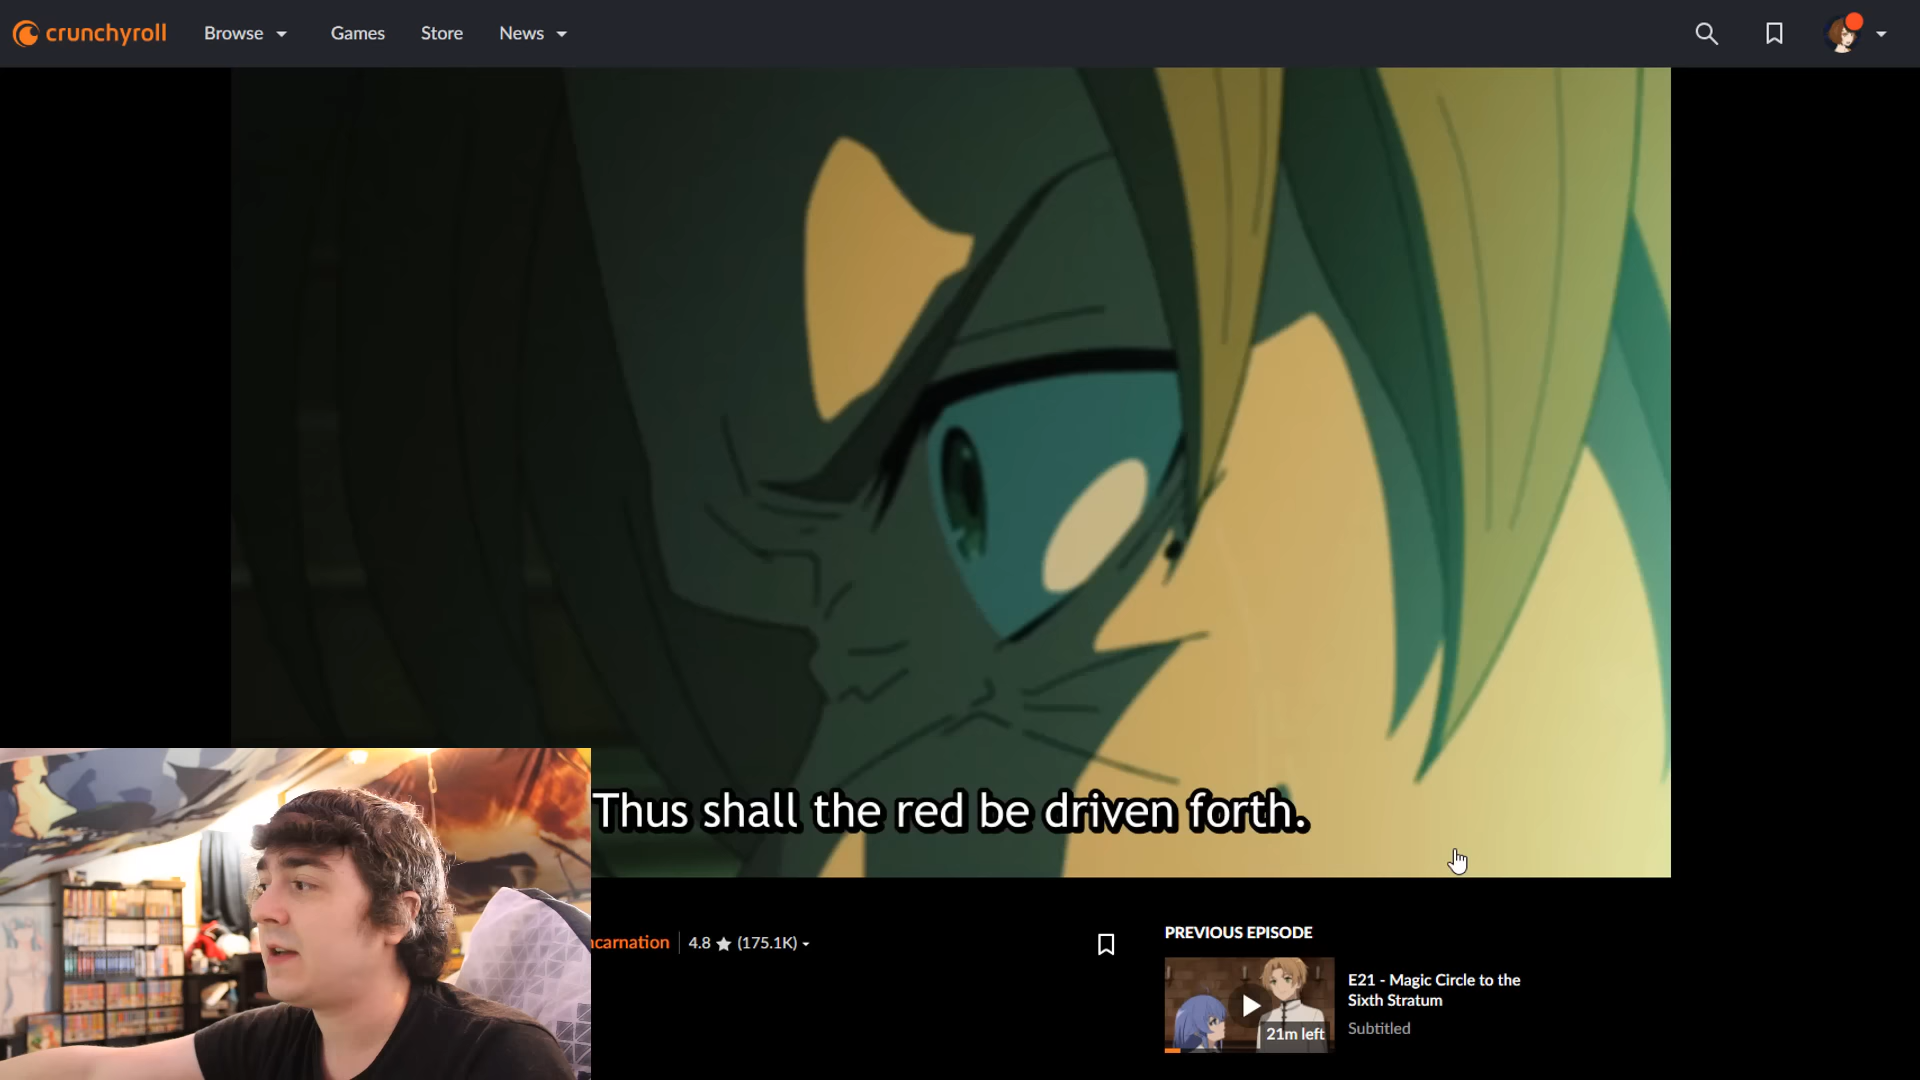 crunchyroll
Browse
Games
Store
News
Thus shall the red be driven forth.
ncarnation
4.8 ★ (175.1K)
PREVIOUS EPISODE
E21 - Magic Circle to the
Sixth Stratum
21m left
Subtitled